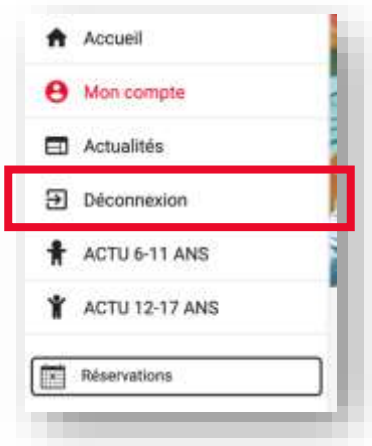 Accueil
Mon compte
Actualités
Déconnexion
ACTU 6-11 ANS
ACTU 12-17 ANS
Réservations